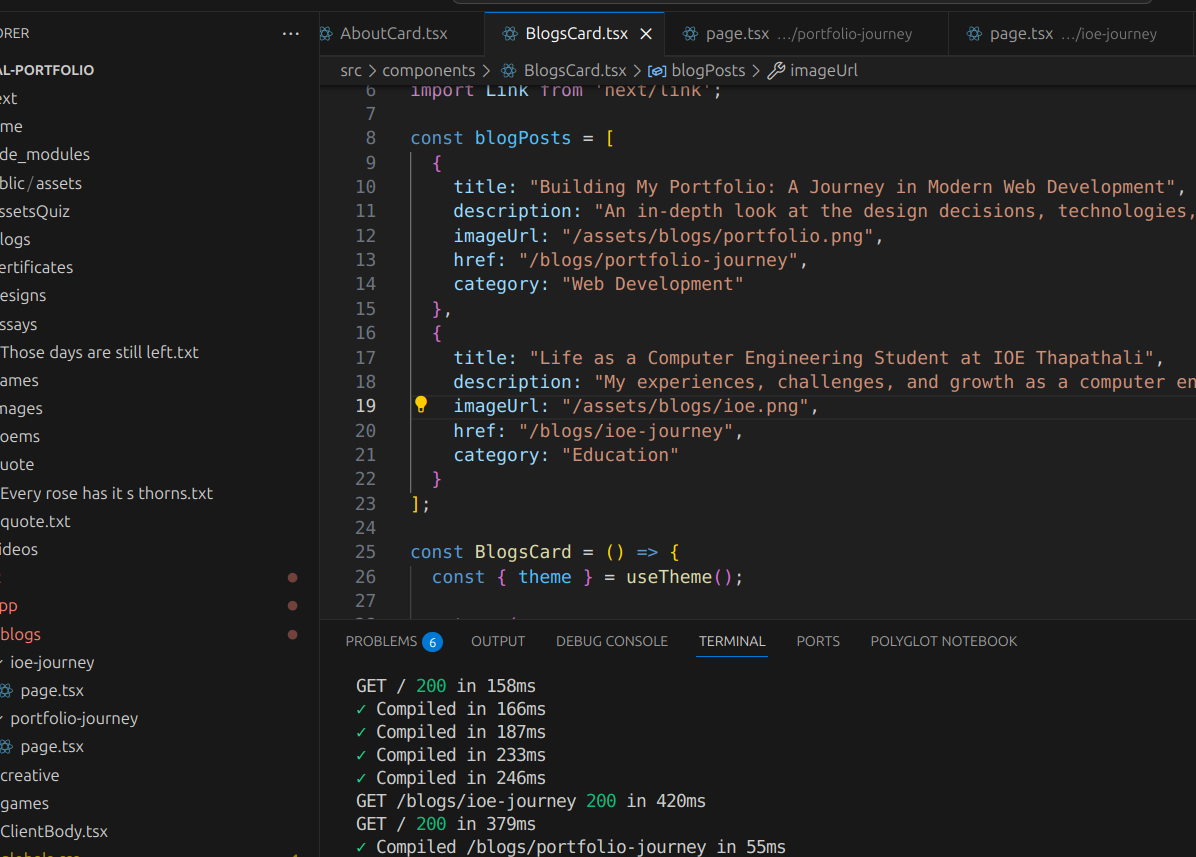 ORER
AL-PORTFOLIO
ext
me
de_modules
blic/assets
ssetsQuiz
logs
ertificates
esigns
ssays
Those days are still left.txt
ames
mages
oems
uote
Every rose has it s thorns.txt
quote.txt
ideos
pp
blogs
ioe-journey
page.tsx
portfolio-journey
page.tsx
creative
games
ClientBody.tsx
AboutCard.tsx
BlogsCard.tsx
page.tsx .../portfolio-journey
page.tsx .../ioe-journey
src > components > BlogsCard.tsx > blogPosts > imageUrl
6 import Link from 'next/link';
7
8 const blogPosts = [
9 {
10 title: "Building My Portfolio: A Journey in Modern Web Development",
11 description: "An in-depth look at the design decisions, technologies,
12 imageUrl: "/assets/blogs/portfolio.png",
13 href: "/blogs/portfolio-journey",
14 category: "Web Development"
15 },
16 {
17 title: "Life as a Computer Engineering Student at IOE Thapathali",
18 description: "My experiences, challenges, and growth as a computer en
19 imageUrl: "/assets/blogs/ioe.png",
20 href: "/blogs/ioe-journey",
21 category: "Education"
22 }
23 ];
24
25 const BlogsCard = () => {
26 const { theme } = useTheme();
27
PROBLEMS 6 OUTPUT DEBUG CONSOLE TERMINAL PORTS POLYGLOT NOTEBOOK
GET / 200 in 158ms
✓ Compiled in 166ms
✓ Compiled in 187ms
✓ Compiled in 233ms
✓ Compiled in 246ms
GET /blogs/ioe-journey 200 in 420ms
GET / 200 in 379ms
✓ Compiled /blogs/portfolio-journey in 55ms